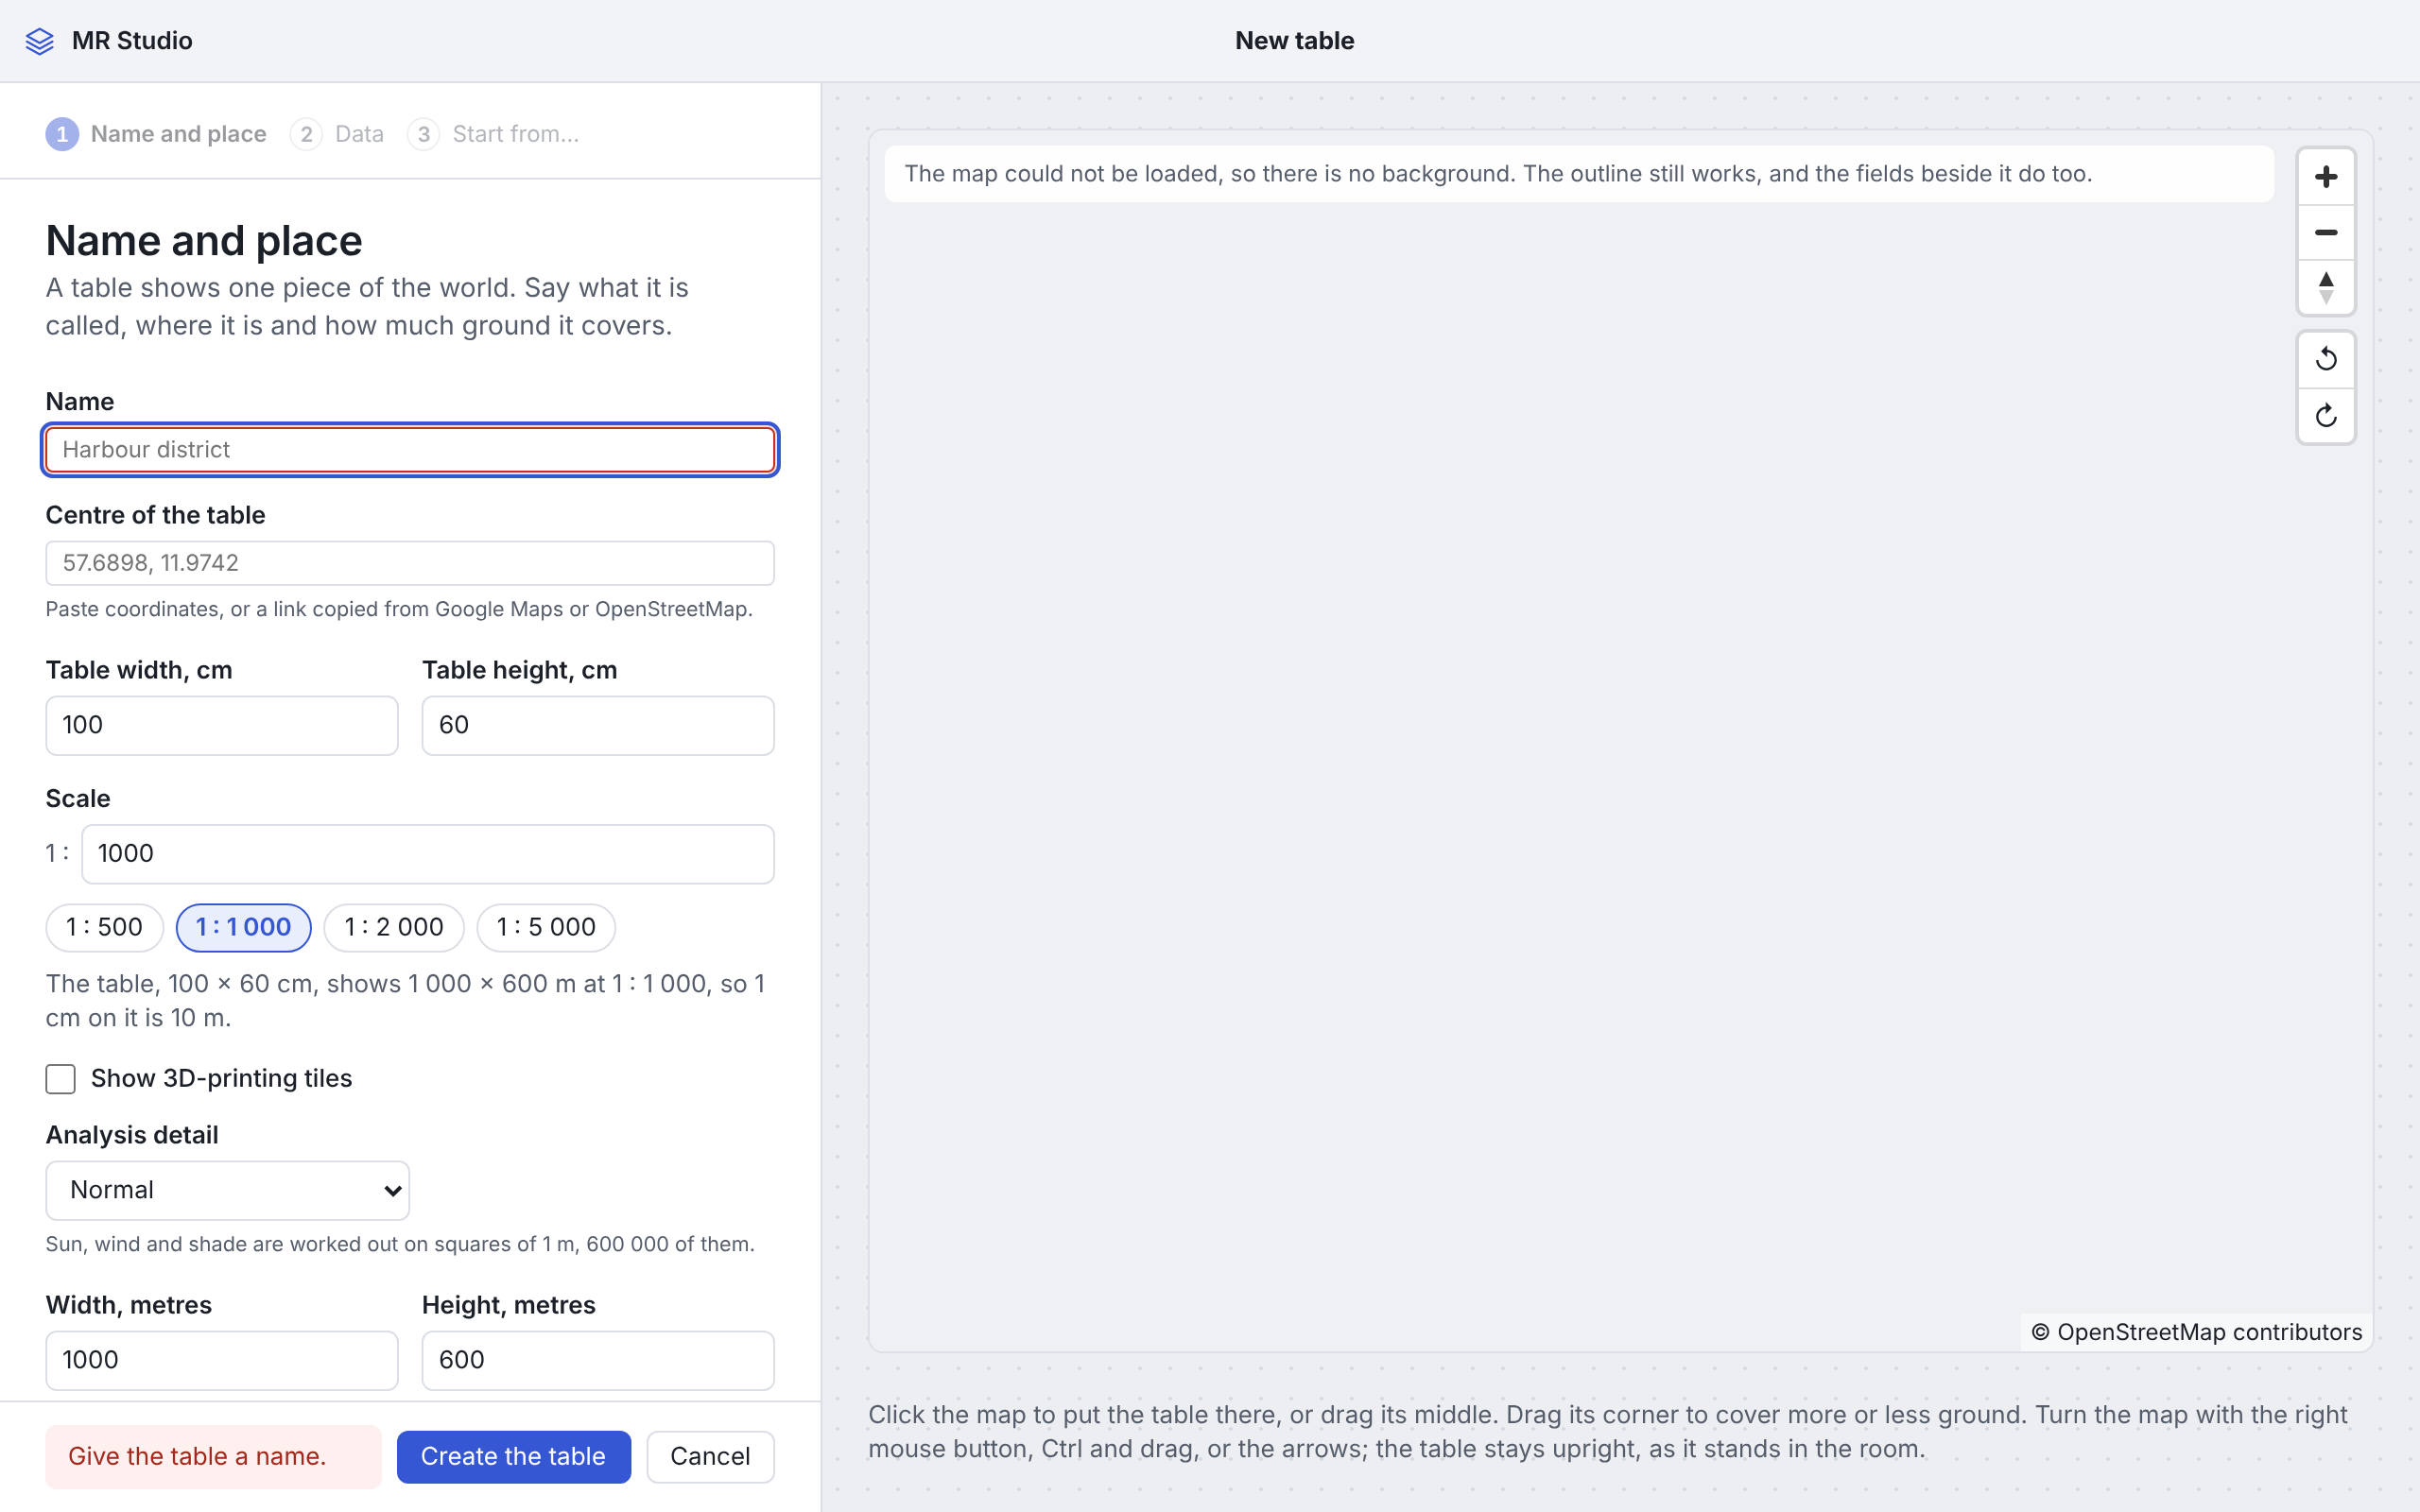 MR Studio
New table
1 Name and place 2 Data 3 Start from...
Name and place
A table shows one piece of the world. Say what it is
called, where it is and how much ground it covers.
Name
Harbour district
Centre of the table
57.6898, 11.9742
Paste coordinates, or a link copied from Google Maps or OpenStreetMap.
Table width, cm Table height, cm
100 60
Scale
1 : 1000
1 : 500 1 : 1 000 1 : 2 000 1 : 5 000
The table, 100 × 60 cm, shows 1 000 × 600 m at 1 : 1 000, so 1
cm on it is 10 m.
Show 3D-printing tiles
Analysis detail
Normal
Sun, wind and shade are worked out on squares of 1 m, 600 000 of them.
Width, metres Height, metres
1000 600
Give the table a name. Create the table Cancel
The map could not be loaded, so there is no background. The outline still works, and the fields beside it do too.
© OpenStreetMap contributors
Click the map to put the table there, or drag its middle. Drag its corner to cover more or less ground. Turn the map with the right
mouse button, Ctrl and drag, or the arrows; the table stays upright, as it stands in the room.